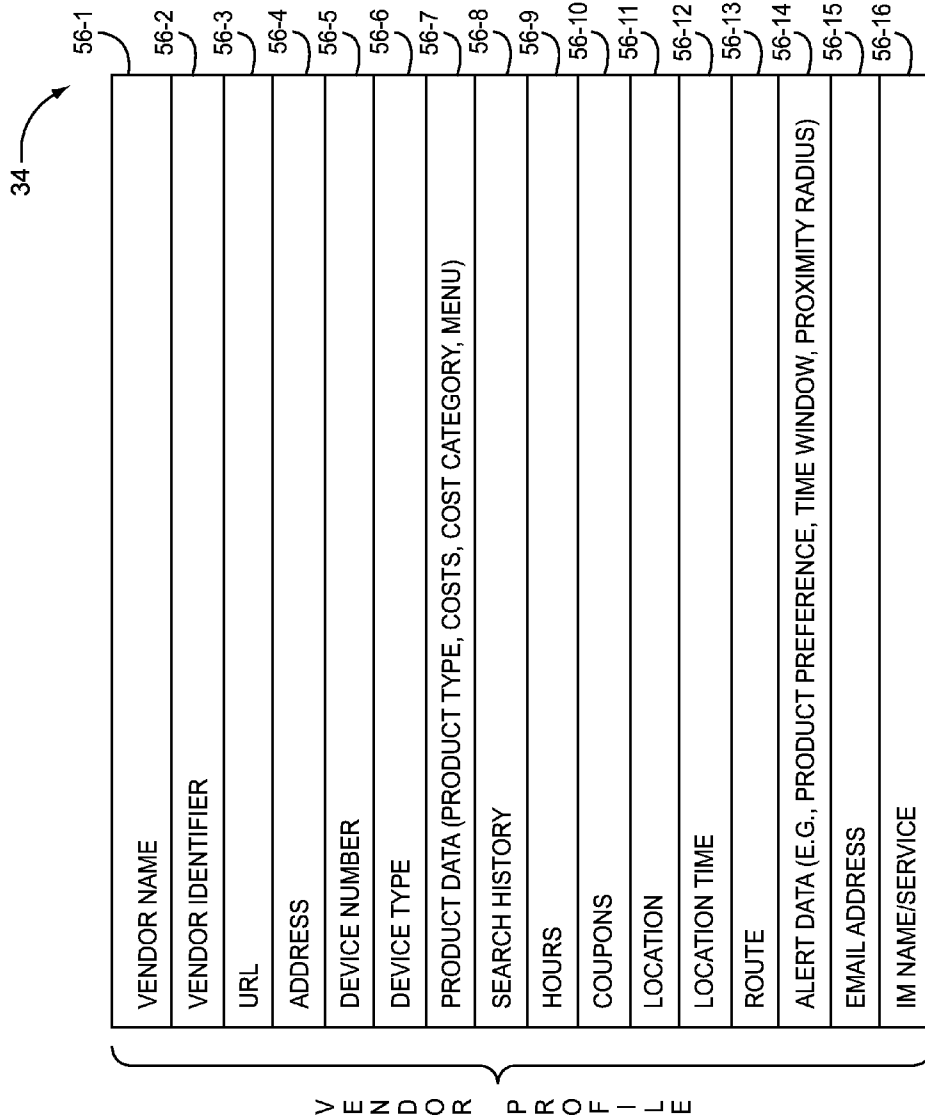 34
VENDOR PROFILE
VENDOR NAME 56-1
VENDOR IDENTIFIER 56-2
URL 56-3
ADDRESS 56-4
DEVICE NUMBER 56-5
DEVICE TYPE 56-6
PRODUCT DATA (PRODUCT TYPE, COSTS, COST CATEGORY, MENU) 56-7
SEARCH HISTORY 56-8
HOURS 56-9
COUPONS 56-10
LOCATION 56-11
LOCATION TIME 56-12
ROUTE 56-13
ALERT DATA (E.G., PRODUCT PREFERENCE, TIME WINDOW, PROXIMITY RADIUS) 56-14
EMAIL ADDRESS 56-15
IM NAME/SERVICE 56-16